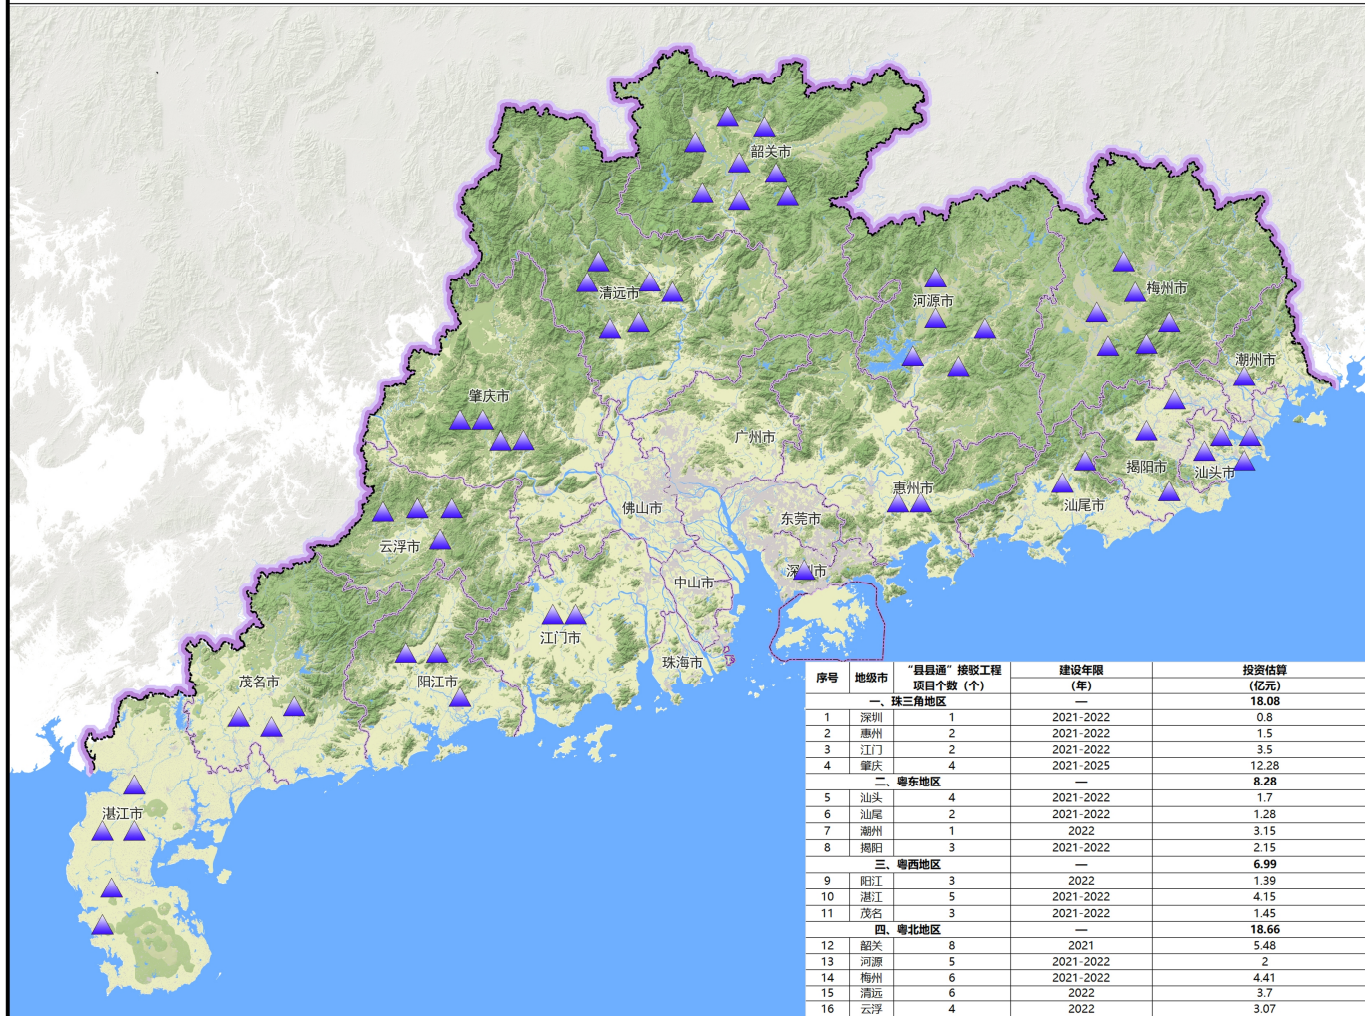 韶关市
清远市
河源市
梅州市
潮州市
肇庆市
广州市
揭阳市
汕头市
惠州市
汕尾市
佛山市
东莞市
云浮市
深圳市
中山市
江门市
珠海市
茂名市
阳江市
湛江市
序号 地级市 “县县通”接驳工程项目个数（个） 建设年限（年） 投资估算（亿元）
一、珠三角地区 — 18.08
1 深圳 1 2021-2022 0.8
2 惠州 2 2021-2022 1.5
3 江门 2 2021-2022 3.5
4 肇庆 4 2021-2025 12.28
二、粤东地区 — 8.28
5 汕头 4 2021-2022 1.7
6 汕尾 2 2021-2022 1.28
7 潮州 1 2022 3.15
8 揭阳 3 2021-2022 2.15
三、粤西地区 — 6.99
9 阳江 3 2022 1.39
10 湛江 5 2021-2022 4.15
11 茂名 3 2021-2022 1.45
四、粤北地区 — 18.66
12 韶关 8 2021 5.48
13 河源 5 2021-2022 2
14 梅州 6 2021-2022 4.41
15 清远 6 2022 3.7
16 云浮 4 2022 3.07